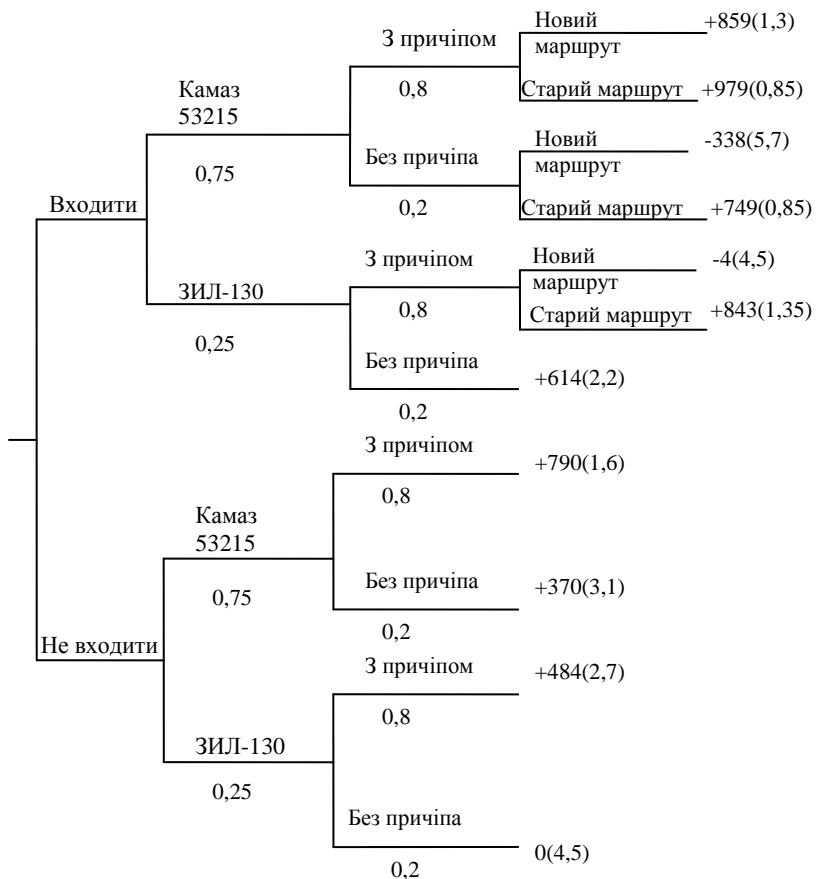 З причіпом
Новий
маршрут
+859(1,3)
Камаз
53215
0,8
Старий маршрут
+979(0,85)
0,75
Без причіпа
Новий
маршрут
-338(5,7)
Входити
0,2
Старий маршрут
+749(0,85)
ЗИЛ-130
З причіпом
Новий
маршрут
-4(4,5)
0,25
0,8
Старий маршрут
+843(1,35)
Без причіпа
0,2
+614(2,2)
З причіпом
+790(1,6)
Камаз
53215
0,8
0,75
Без причіпа
+370(3,1)
0,2
Не входити
З причіпом
+484(2,7)
0,8
ЗИЛ-130
0,25
Без причіпа
0,2
0(4,5)